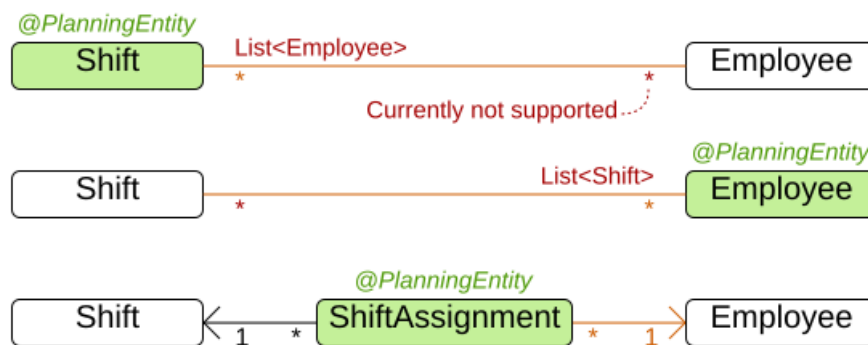 @PlanningEntity
Shift List<Employee> Employee
* *
Currently not supported
@PlanningEntity
Shift List<Shift> Employee
* *
@PlanningEntity
Shift ShiftAssignment Employee
1 * * 1